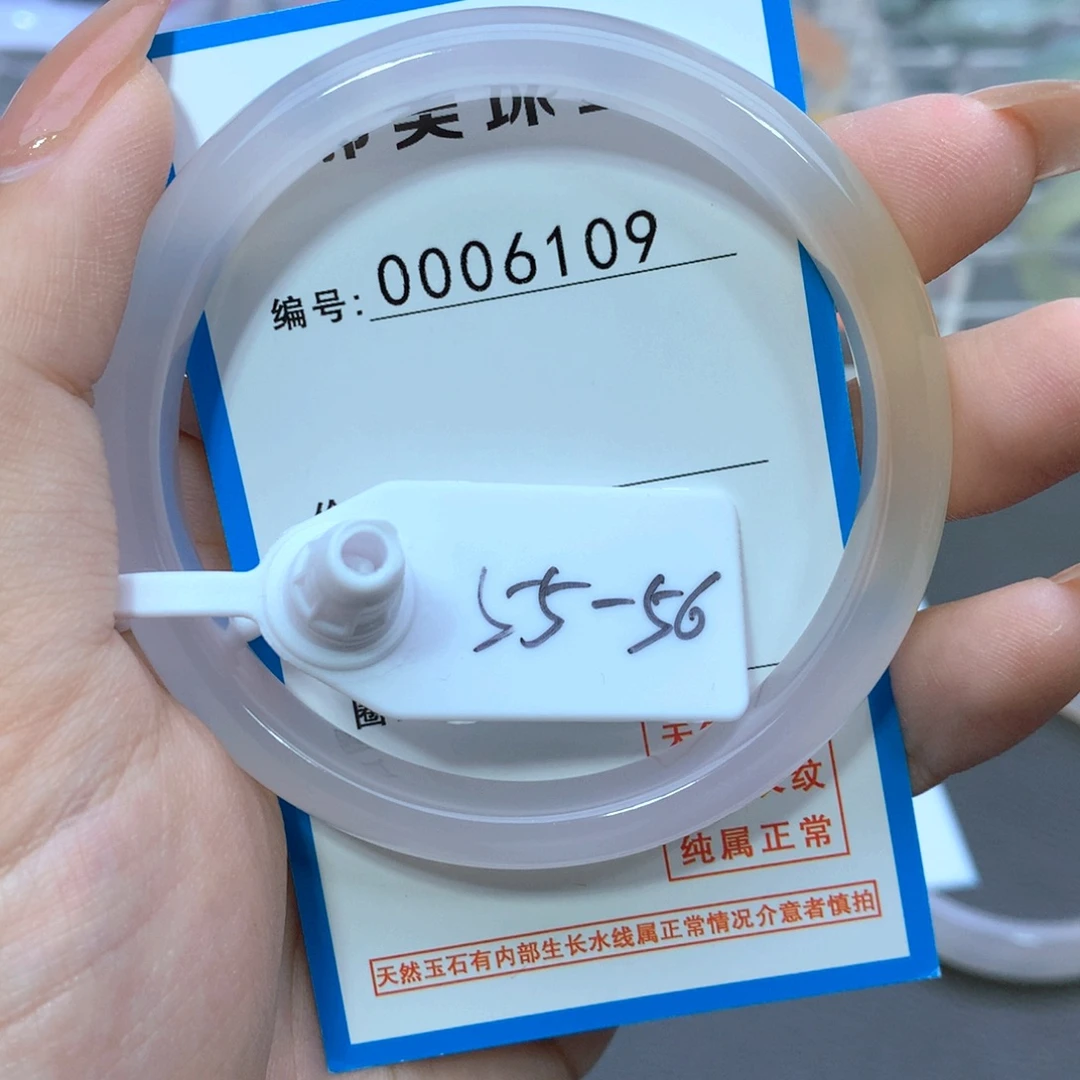 编号: 0006109
55-56
圈
纹
纯属正常
天然玉石有内部生长水线属正常情况介意者慎拍